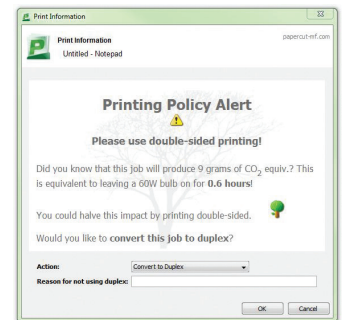 Print Information
Print Information
papercut-mf.com
Untitled - Notepad
Printing Policy Alert
Please use double-sided printing!
Did you know that this job will produce 9 grams of CO2 equiv.? This
is equivalent to leaving a 60W bulb on for 0.6 hours!
You could halve this impact by printing double-sided.
Would you like to convert this job to duplex?
Action: Convert to Duplex
Reason for not using duplex:
OK Cancel